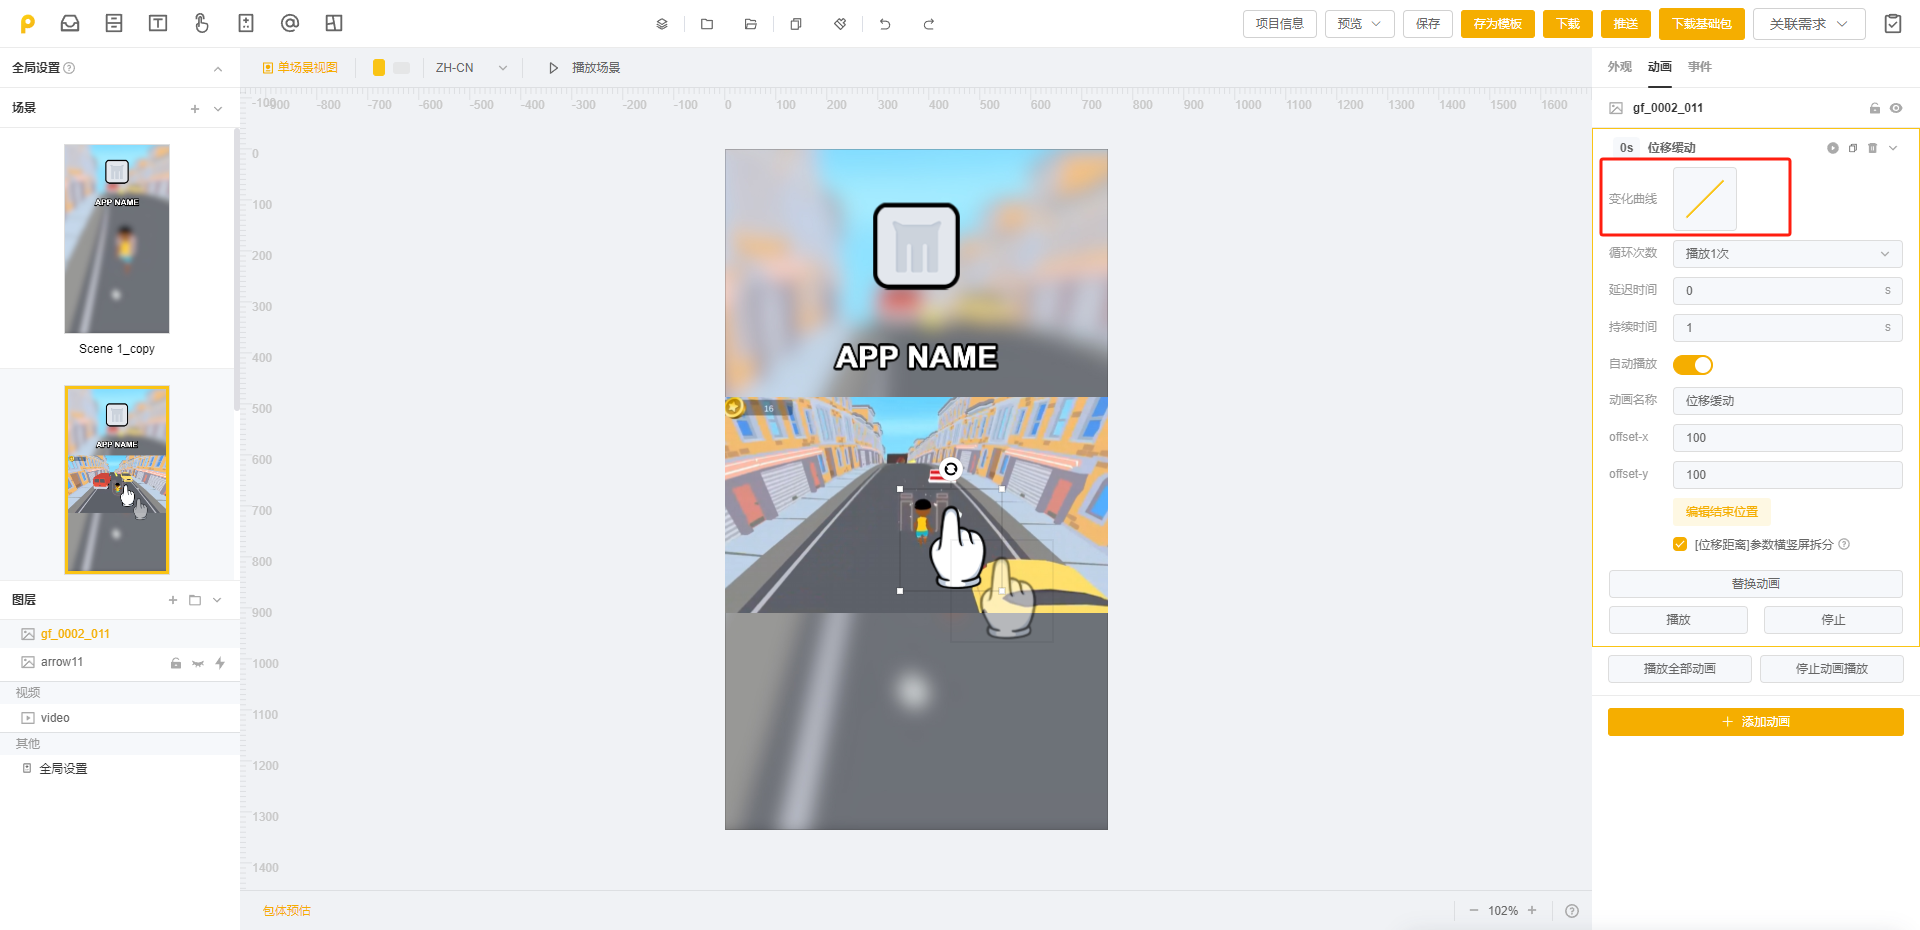 项目信息
预览
保存
存为模板
下载
推送
下载基础包
关联需求
全局设置
单场景视图
ZH-CN
播放场景
外观
动画
事件
场景
-100
-900 -800 -700 -600 -500 -400 -300 -200 -100 0 100 200 300 400 500 600 700 800 900 1000 1100 1200 1300 1400 1500 1600
gf_0002_011
0s 位移缓动
变化曲线
循环次数 播放1次
延迟时间 0 s
持续时间 1 s
自动播放
动画名称 位移缓动
offset-x 100
offset-y 100
编辑结束位置
[位移距离]参数横竖屏拆分
替换动画
播放
停止
播放全部动画
停止动画播放
添加动画
APP NAME
Scene 1_copy
APP NAME
图层
gf_0002_011
arrow11
视频
video
其他
全局设置
0
100
200
300
400
500
600
700
800
900
1000
1100
1200
1300
1400
APP NAME
16
包体预估
102%